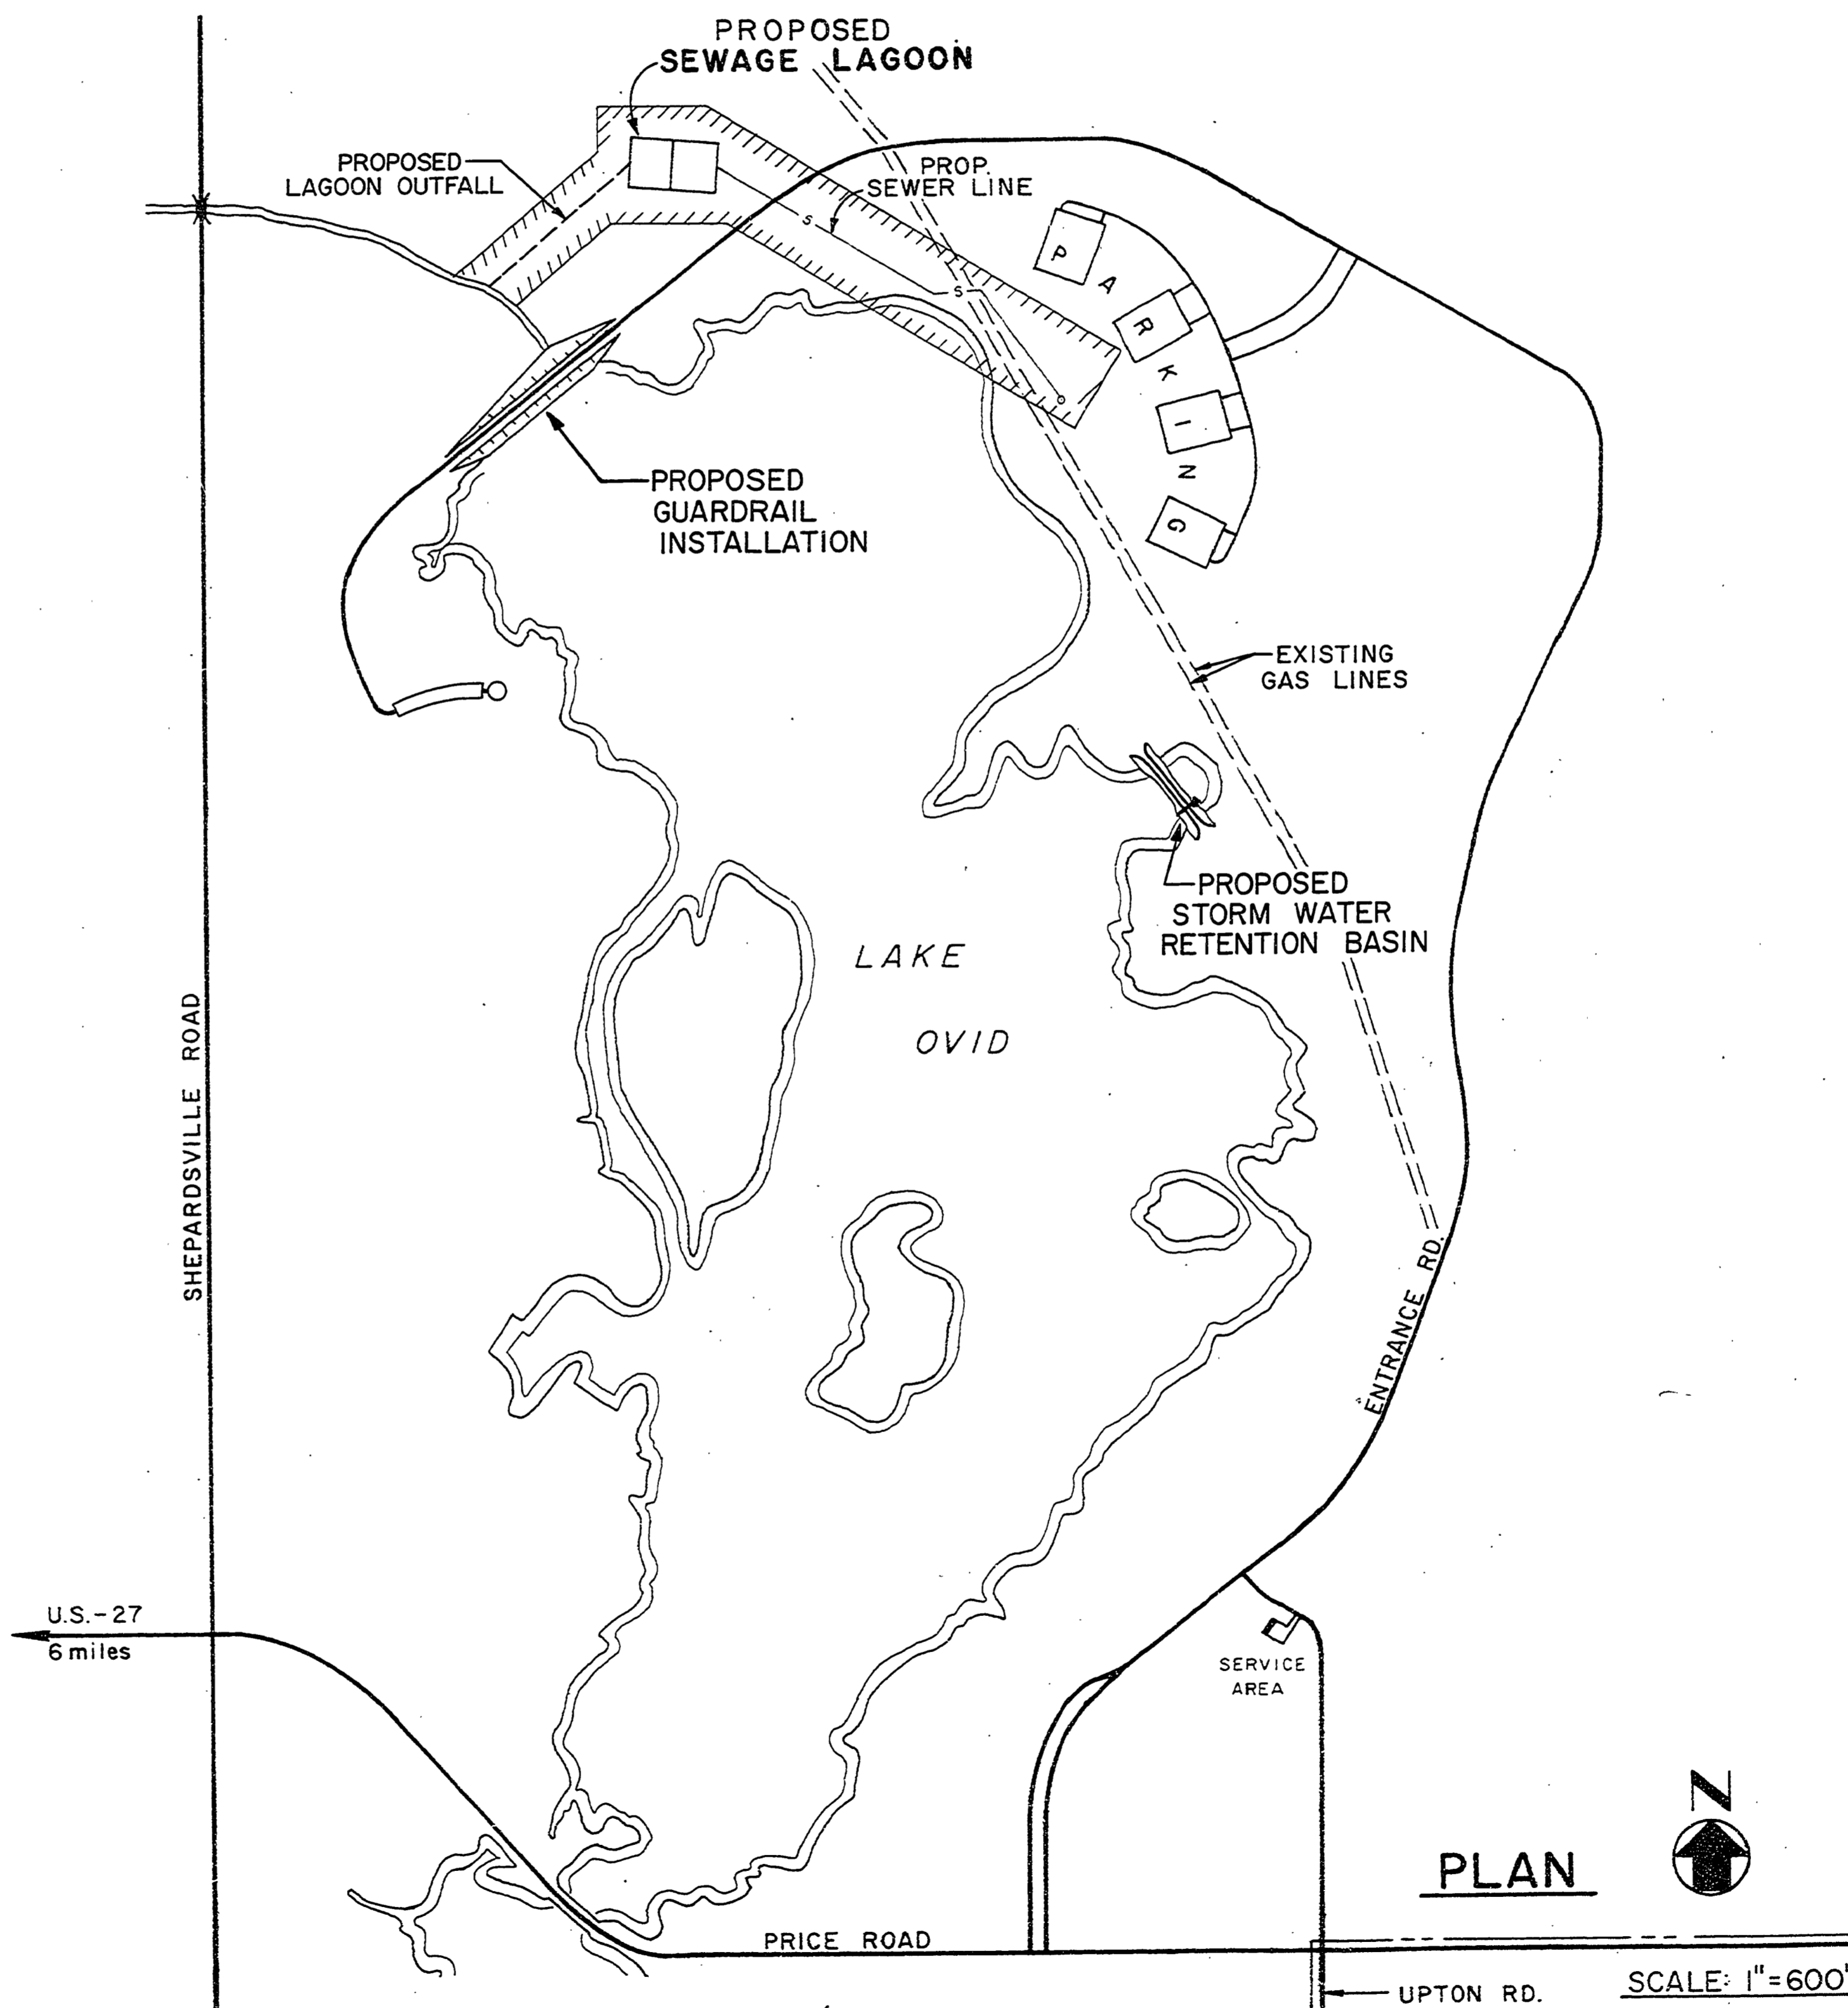 PROPOSED
SEWAGE LAGOON
PROPOSED
LAGOON OUTFALL
PROP.
SEWER LINE
S
S
PARKING
PROPOSED
GUARDRAIL
INSTALLATION
EXISTING
GAS LINES
PROPOSED
STORM WATER
RETENTION BASIN
LAKE
OVID
SHEPARDSVILLE ROAD
ENTRANCE RD.
U.S.-27
6 miles
SERVICE
AREA
N
PLAN
PRICE ROAD
UPTON RD.
SCALE: 1"=600'